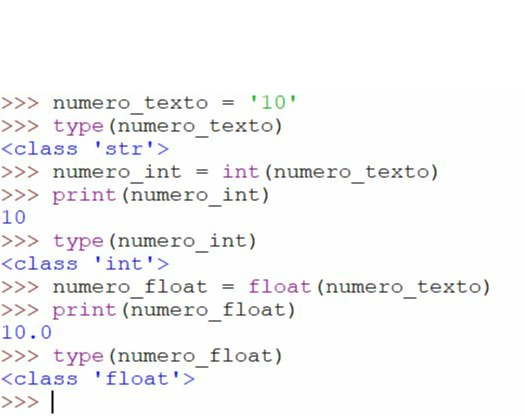 >>> numero_texto = '10'
>>> type(numero_texto)
<class 'str'>
>>> numero_int = int(numero_texto)
>>> print(numero_int)
10
>>> type(numero_int)
<class 'int'>
>>> numero_float = float(numero_texto)
>>> print(numero_float)
10.0
>>> type(numero_float)
<class 'float'>
>>>